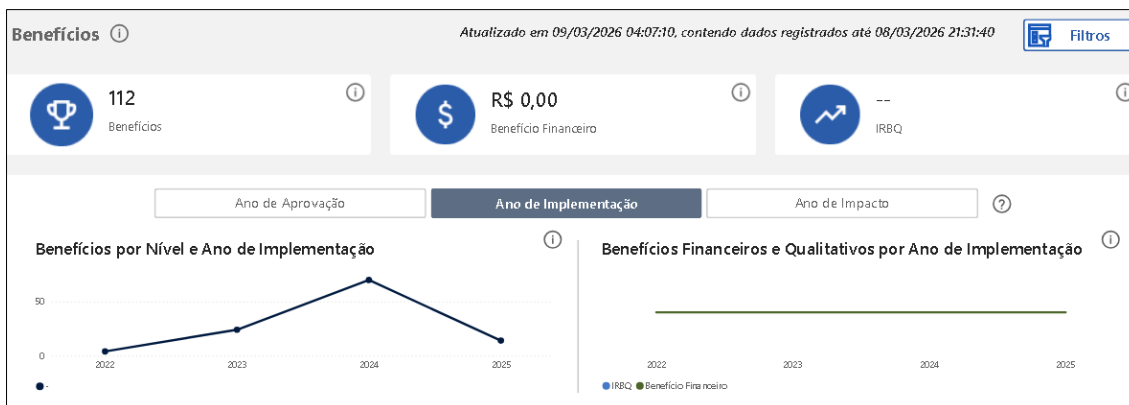 Benefícios
Atualizado em 09/03/2026 04:07:10, contendo dados registrados até 08/03/2026 21:31:40
Filtros
112
Benefícios
R$ 0,00
Benefício Financeiro
--
IRBQ
Ano de Aprovação
Ano de Implementação
Ano de Impacto
Benefícios por Nível e Ano de Implementação
50
0
2022
2023
2024
2025
-
Benefícios Financeiros e Qualitativos por Ano de Implementação
2022
2023
2024
2025
IRBQ
Benefício Financeiro